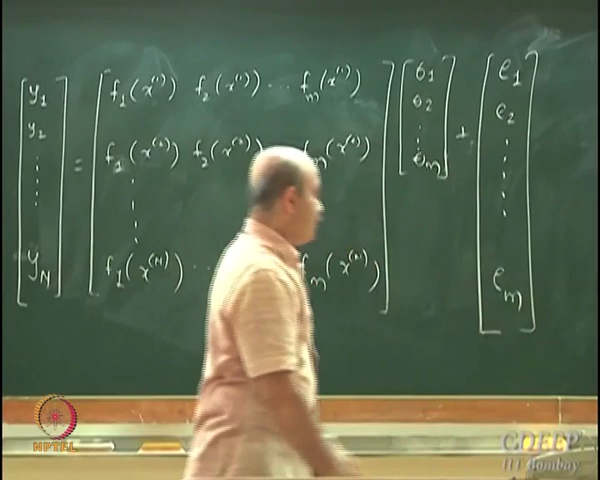 y₁ f₁(x⁽¹⁾) f₂(x⁽¹⁾) ... fₘ(x⁽¹⁾) θ₁ e₁
y₂ θ₂ e₂
= f₁(x⁽²⁾) f₂(x⁽²⁾) m(x⁽²⁾) θₘ +
y_N f₁(x⁽ᴺ⁾) ... fₘ(x⁽ᴺ⁾) eₘ
NPTEL
CDEEP
IIT Bombay